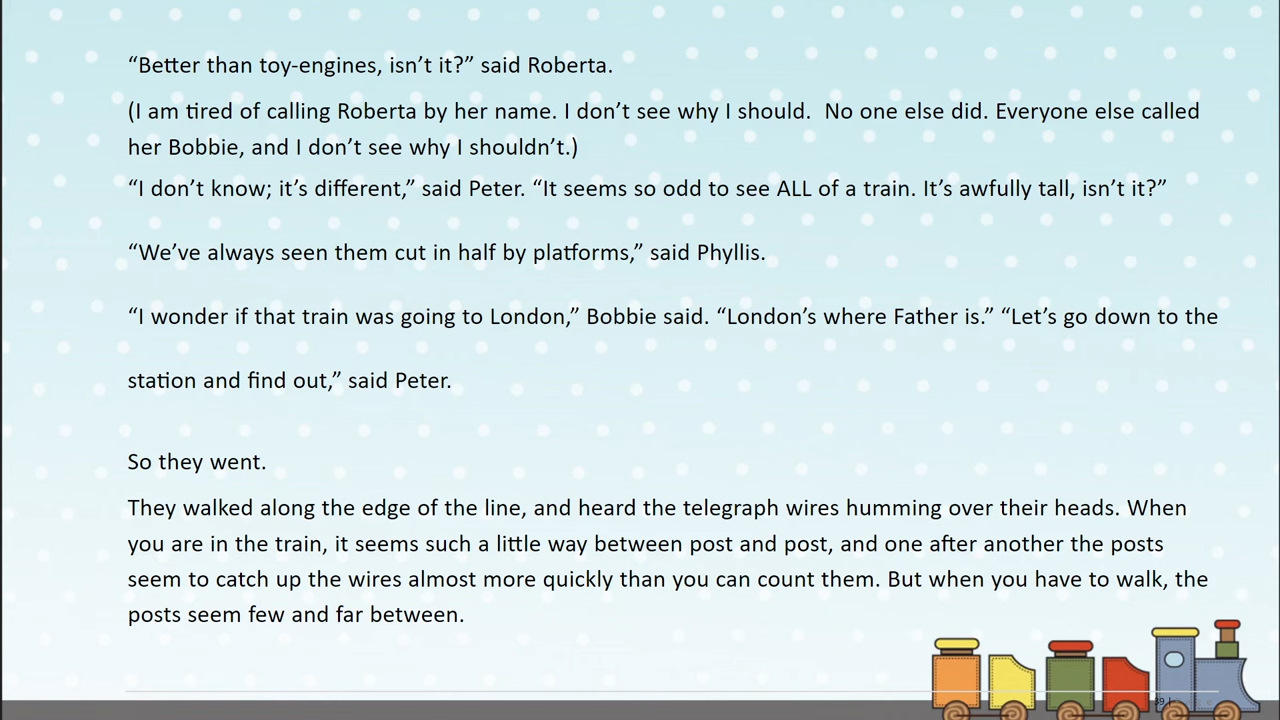 “Better than toy-engines, isn’t it?” said Roberta.
(I am tired of calling Roberta by her name. I don’t see why I should.  No one else did. Everyone else called
her Bobbie, and I don’t see why I shouldn’t.)
“I don’t know; it’s different,” said Peter. “It seems so odd to see ALL of a train. It’s awfully tall, isn’t it?”
“We’ve always seen them cut in half by platforms,” said Phyllis.
“I wonder if that train was going to London,” Bobbie said. “London’s where Father is.” “Let’s go down to the
station and find out,” said Peter.
So they went.
They walked along the edge of the line, and heard the telegraph wires humming over their heads. When
you are in the train, it seems such a little way between post and post, and one after another the posts
seem to catch up the wires almost more quickly than you can count them. But when you have to walk, the
posts seem few and far between.